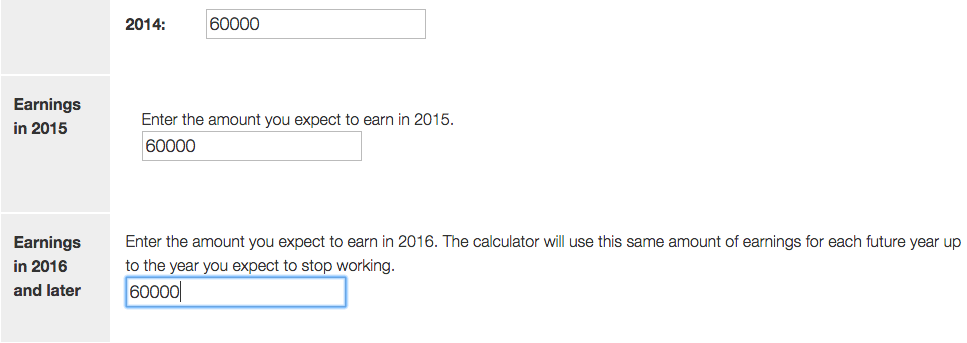 2014: 60000
Earnings
in 2015
Enter the amount you expect to earn in 2015.
60000
Earnings
in 2016
and later
Enter the amount you expect to earn in 2016. The calculator will use this same amount of earnings for each future year up
to the year you expect to stop working.
60000